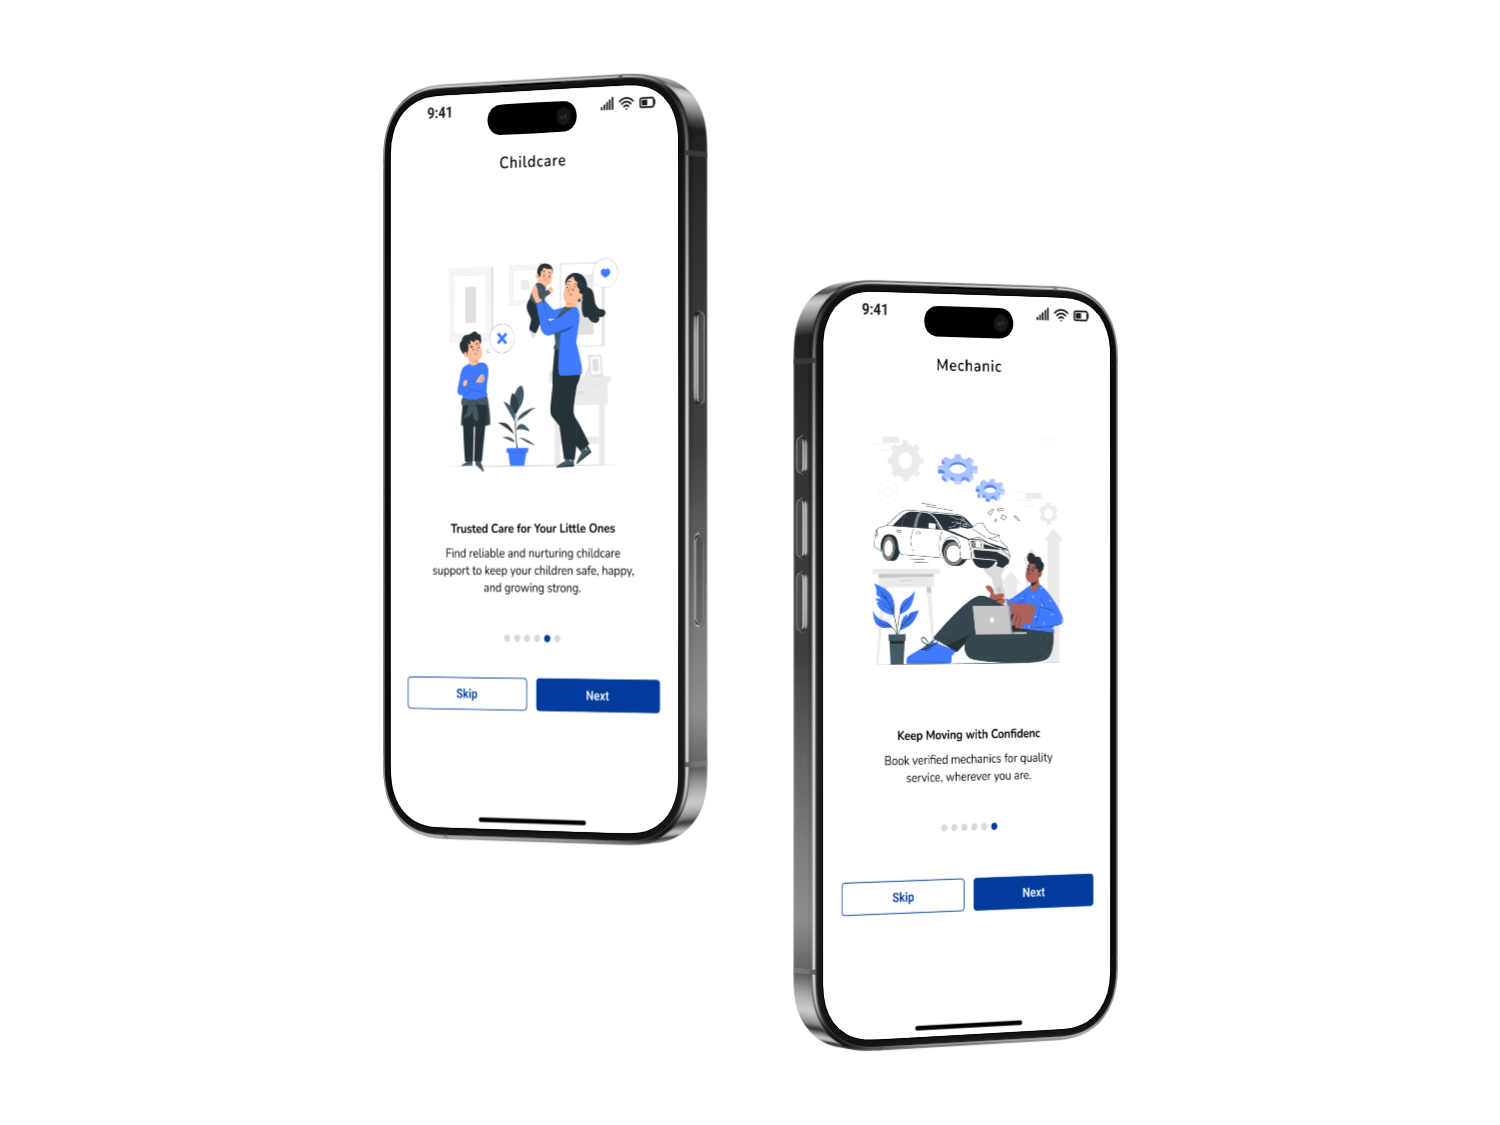 9:41
Childcare
Trusted Care for Your Little Ones
Find reliable and nurturing childcare
support to keep your children safe, happy,
and growing strong.
Skip
Next
9:41
Mechanic
Keep Moving with Confidenc
Book verified mechanics for quality
service, wherever you are.
Skip
Next